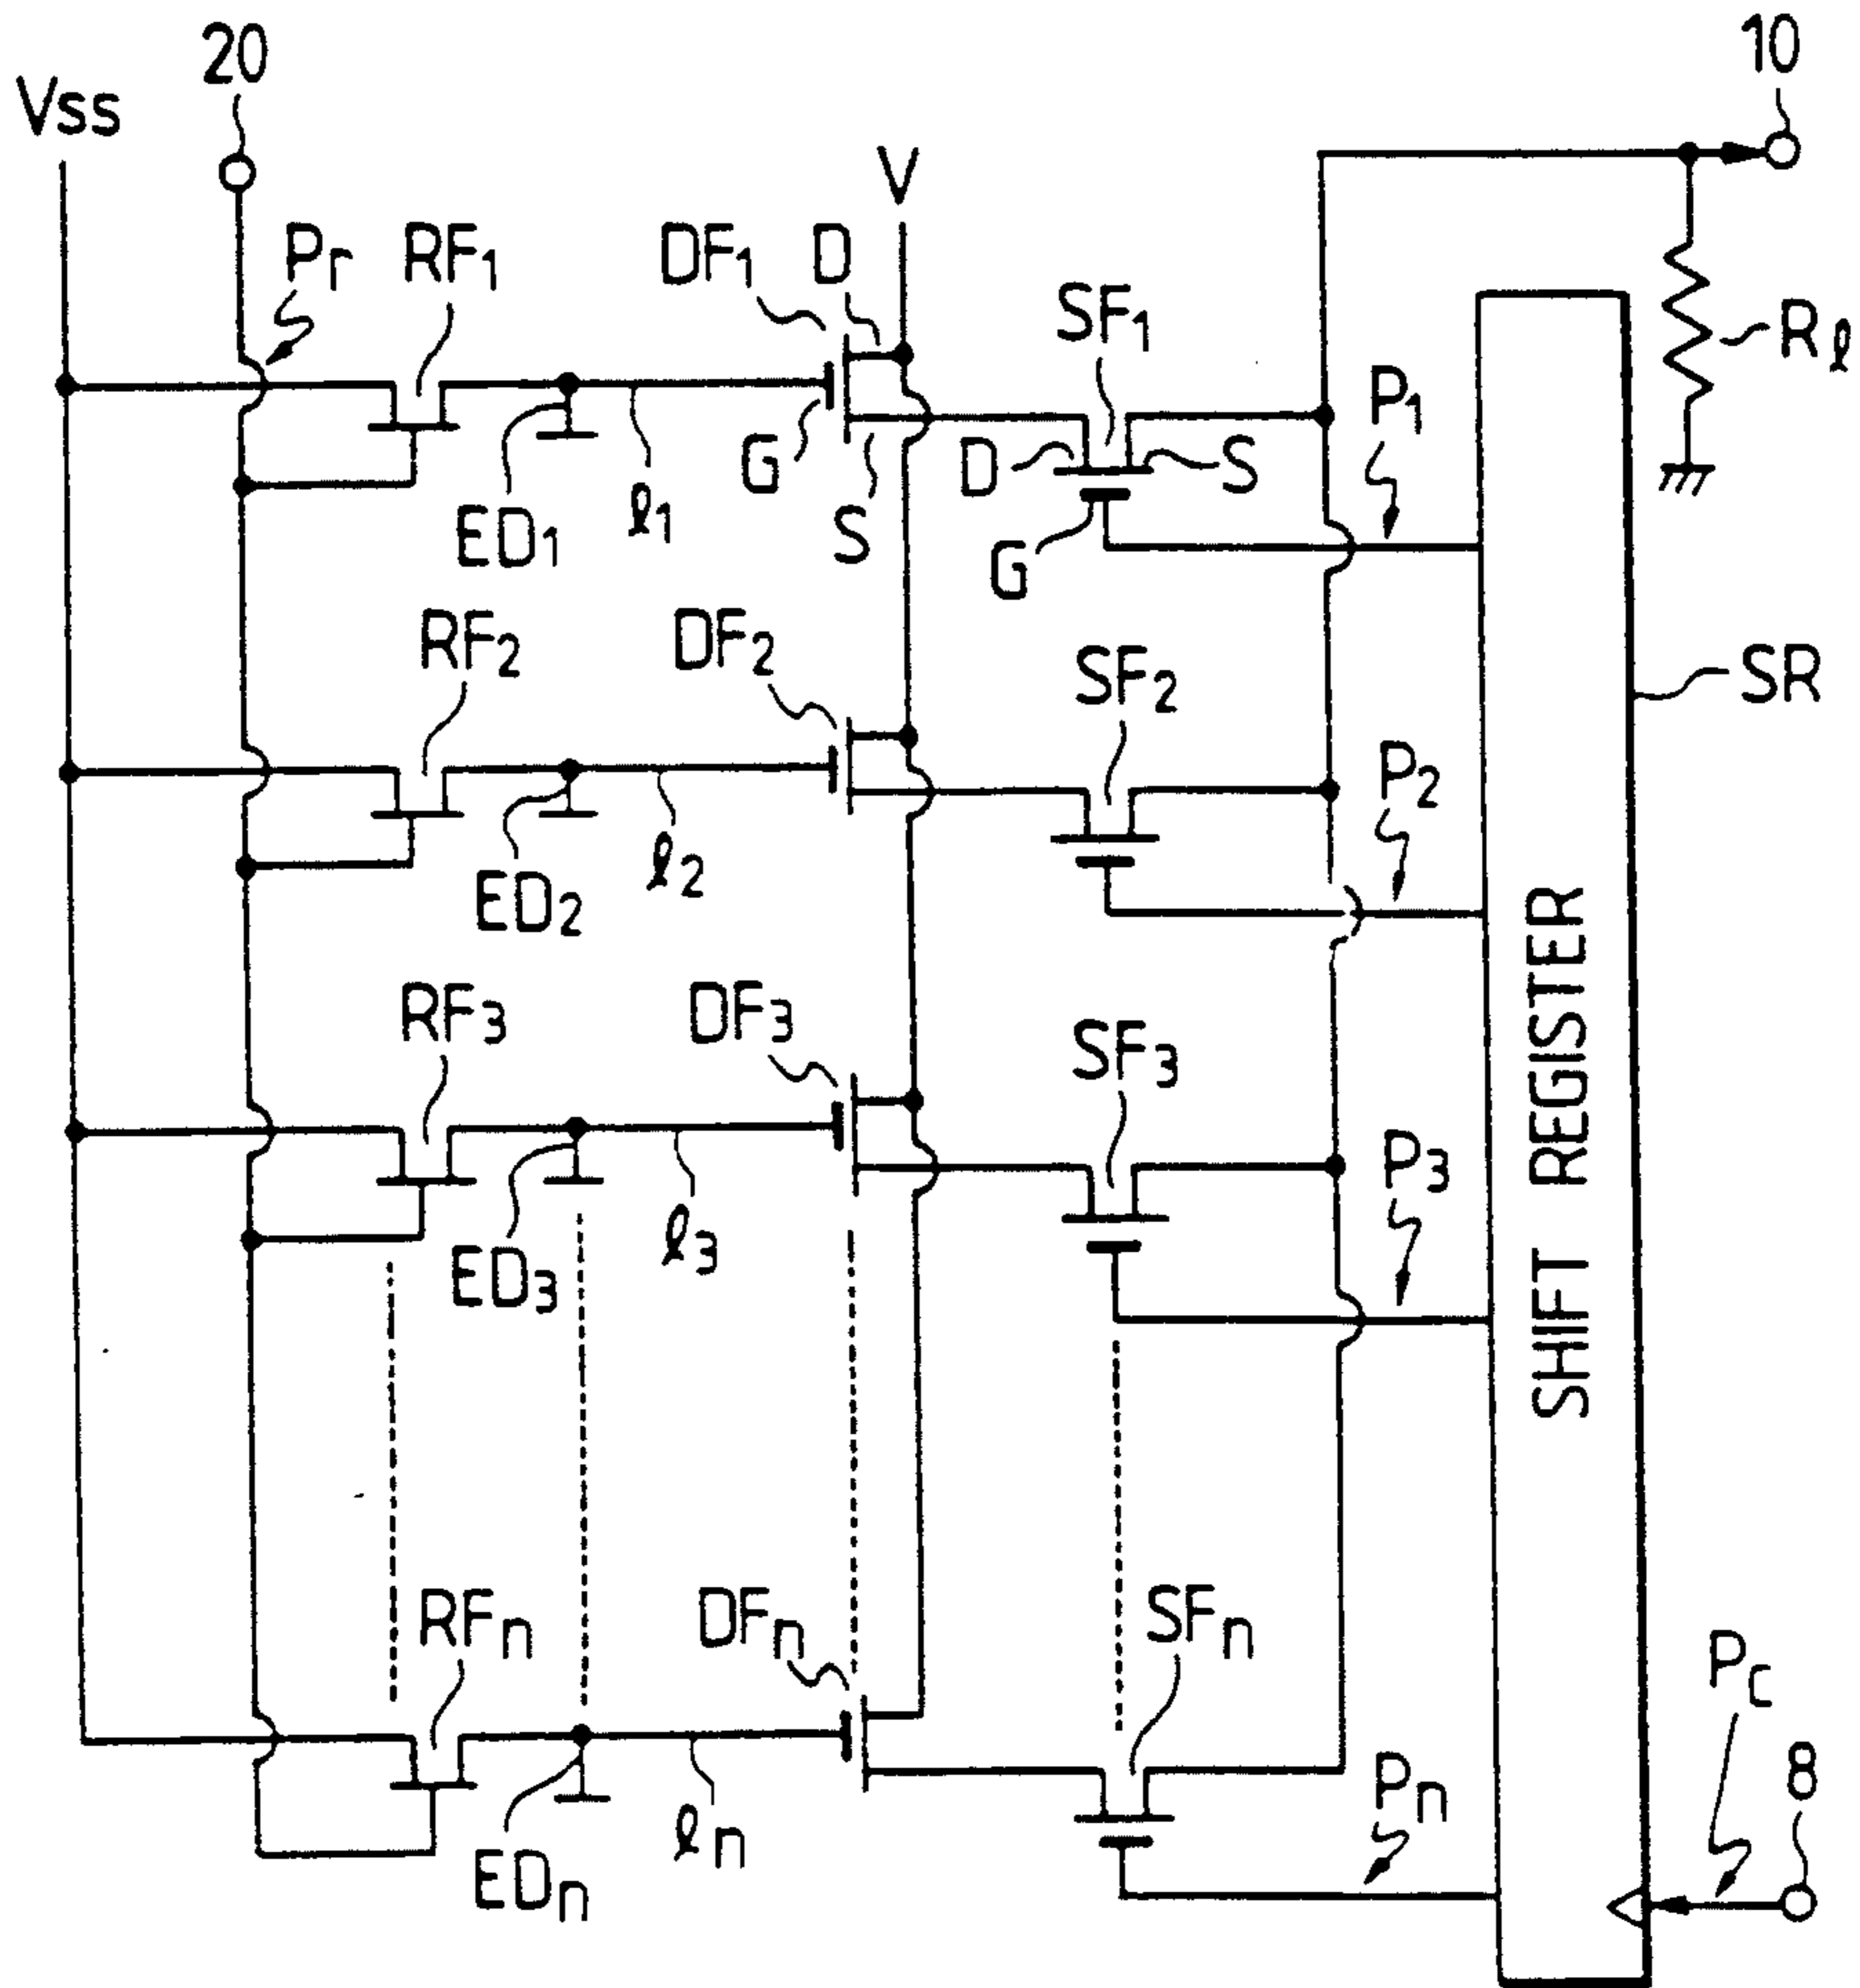 20
10
Vss
V
Pr
RF1
DF1
D
SF1
Rℓ
P1
G
D
S
ED1
ℓ1
S
G
RF2
DF2
SF2
SR
P2
ED2
ℓ2
SHIFT REGISTER
RF3
DF3
SF3
P3
ED3
ℓ3
RFn
DFn
SFn
Pc
Pn
8
EDn
ℓn